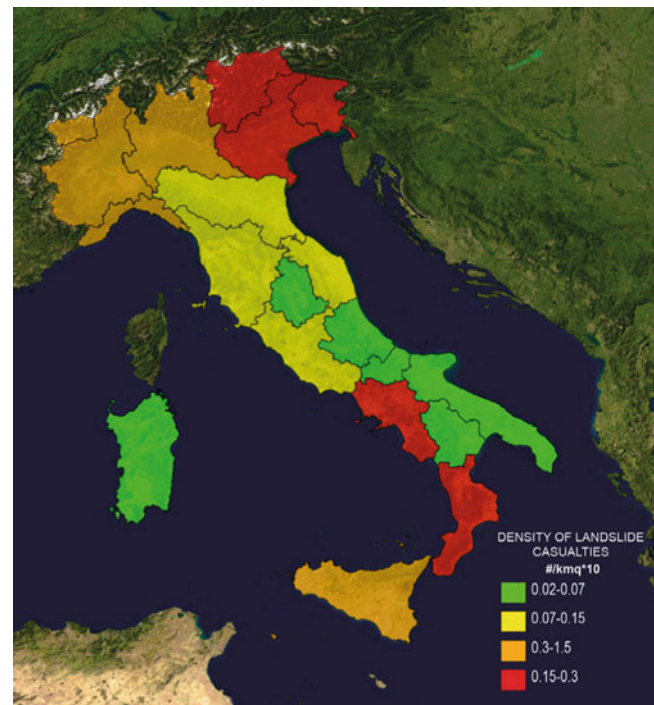 DENSITY OF LANDSLIDE
CASUALTIES
#/kmq*10
0.02-0.07
0.07-0.15
0.3-1.5
0.15-0.3